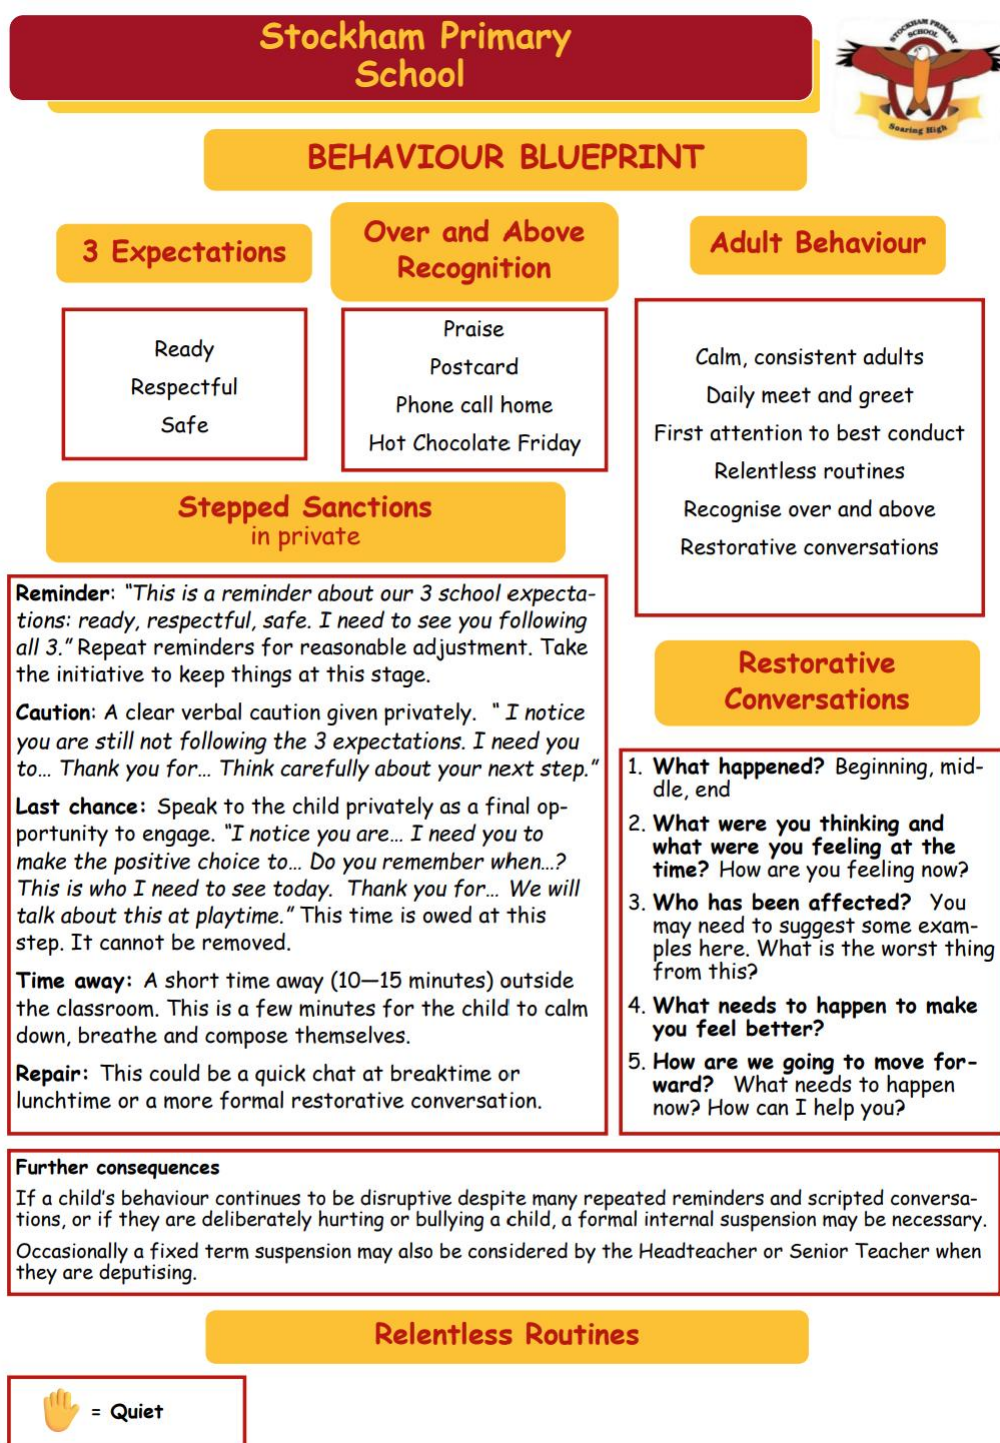 Stockham Primary
School
STOCKHAM PRIMARY
SCHOOL
Soaring High
BEHAVIOUR BLUEPRINT
3 Expectations
Ready
Respectful
Safe
Over and Above
Recognition
Praise
Postcard
Phone call home
Hot Chocolate Friday
Adult Behaviour
Calm, consistent adults
Daily meet and greet
First attention to best conduct
Relentless routines
Recognise over and above
Restorative conversations
Stepped Sanctions
in private
Reminder: "This is a reminder about our 3 school expecta-
tions: ready, respectful, safe. I need to see you following
all 3." Repeat reminders for reasonable adjustment. Take
the initiative to keep things at this stage.
Caution: A clear verbal caution given privately. " I notice
you are still not following the 3 expectations. I need you
to... Thank you for... Think carefully about your next step."
Last chance: Speak to the child privately as a final op-
portunity to engage. "I notice you are... I need you to
make the positive choice to... Do you remember when...?
This is who I need to see today. Thank you for... We will
talk about this at playtime." This time is owed at this
step. It cannot be removed.
Time away: A short time away (10—15 minutes) outside
the classroom. This is a few minutes for the child to calm
down, breathe and compose themselves.
Repair: This could be a quick chat at breaktime or
lunchtime or a more formal restorative conversation.
Restorative
Conversations
1. What happened? Beginning, mid-
dle, end
2. What were you thinking and
what were you feeling at the
time? How are you feeling now?
3. Who has been affected? You
may need to suggest some exam-
ples here. What is the worst thing
from this?
4. What needs to happen to make
you feel better?
5. How are we going to move for-
ward? What needs to happen
now? How can I help you?
Further consequences
If a child's behaviour continues to be disruptive despite many repeated reminders and scripted conversa-
tions, or if they are deliberately hurting or bullying a child, a formal internal suspension may be necessary.
Occasionally a fixed term suspension may also be considered by the Headteacher or Senior Teacher when
they are deputising.
Relentless Routines
= Quiet